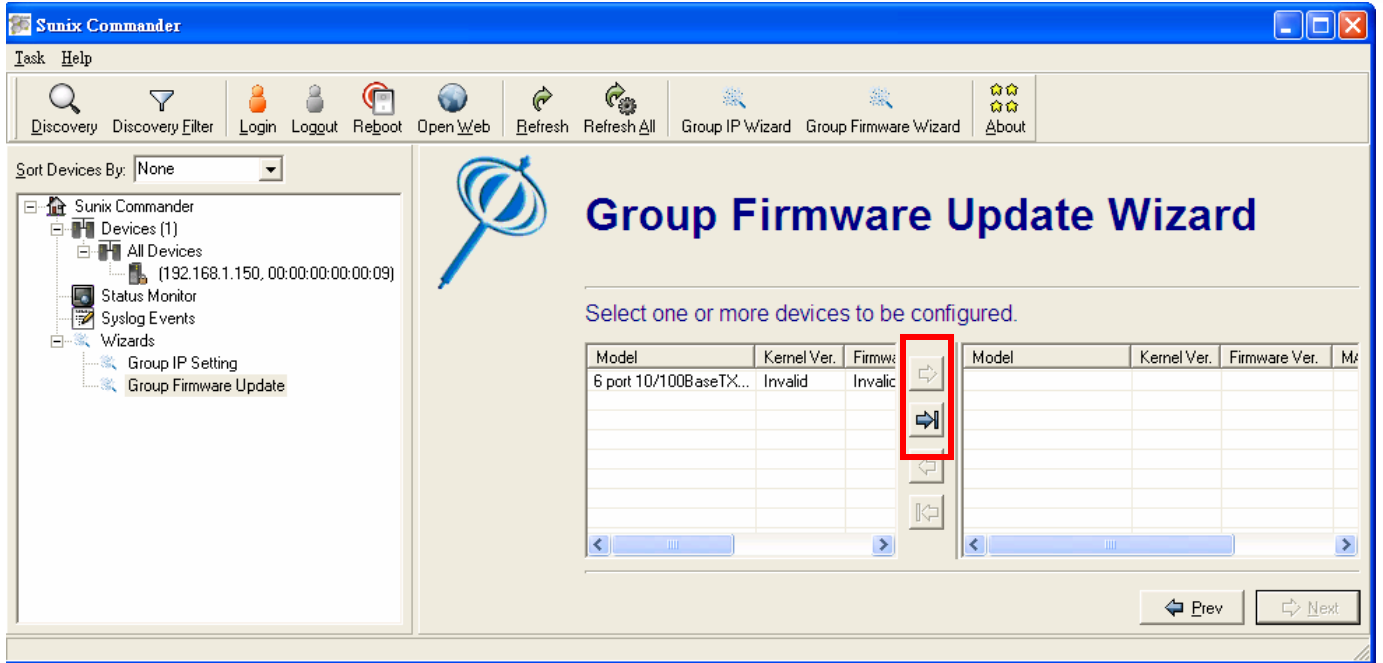 Sunix Commander
Task Help
Discovery Discovery Filter Login Logout Reboot Open Web Refresh Refresh All Group IP Wizard Group Firmware Wizard About
Sort Devices By: None
Sunix Commander
Devices (1)
All Devices
(192.168.1.150, 00:00:00:00:00:09)
Status Monitor
Syslog Events
Wizards
Group IP Setting
Group Firmware Update
Group Firmware Update Wizard
Select one or more devices to be configured.
Model Kernel Ver. Firmwa
6 port 10/100BaseTX... Invalid Invalic
Model Kernel Ver. Firmware Ver. MA
Prev Next